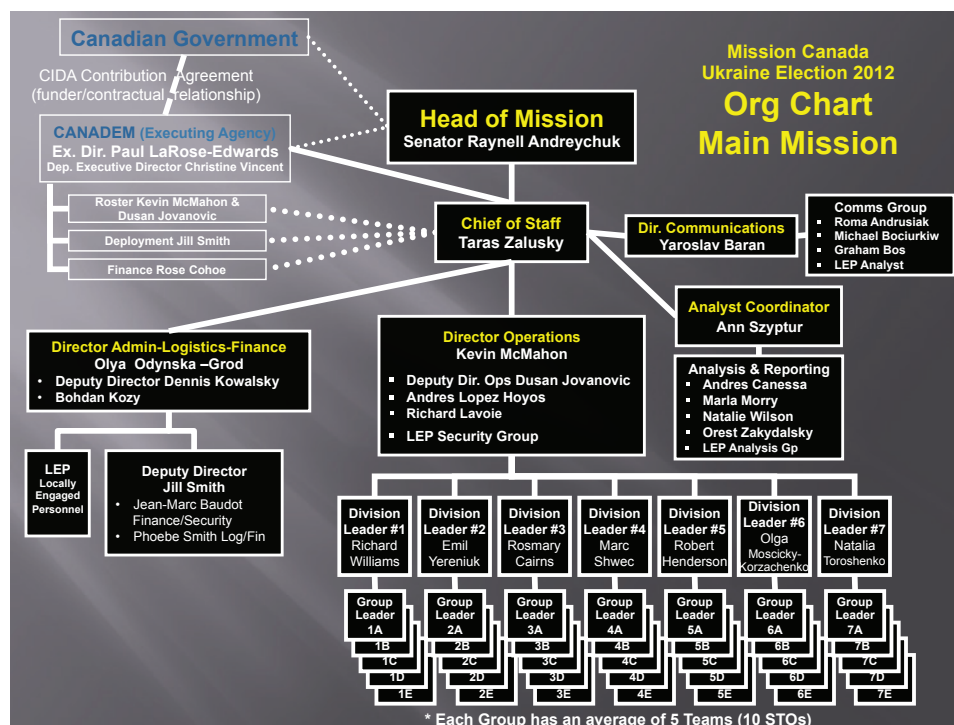 Canadian Government
CIDA Contribution Agreement
(funder/contractual relationship)
CANADEM (Executing Agency)
Ex. Dir. Paul LaRose-Edwards
Dep. Executive Director Christine Vincent
Roster Kevin McMahon &
Dusan Jovanovic
Deployment Jill Smith
Finance Rose Cohoe
Mission Canada
Ukraine Election 2012
Org Chart
Main Mission
Head of Mission
Senator Raynell Andreychuk
Chief of Staff
Taras Zalusky
Dir. Communications
Yaroslav Baran
Comms Group
▪ Roma Andrusiak
▪ Michael Bociurkiw
▪ Graham Bos
▪ LEP Analyst
Analyst Coordinator
Ann Szyptur
Analysis & Reporting
▪ Andres Canessa
▪ Marla Morry
▪ Natalie Wilson
▪ Orest Zakydalsky
▪ LEP Analysis Gp
Director Admin-Logistics-Finance
Olya Odynska –Grod
• Deputy Director Dennis Kowalsky
• Bohdan Kozy
LEP
Locally
Engaged
Personnel
Deputy Director
Jill Smith
• Jean-Marc Baudot
Finance/Security
• Phoebe Smith Log/Fin
Director Operations
Kevin McMahon
▪ Deputy Dir. Ops Dusan Jovanovic
▪ Andres Lopez Hoyos
▪ Richard Lavoie
▪ LEP Security Group
Division
Leader #1
Richard
Williams
Division
Leader #2
Emil
Yereniuk
Division
Leader #3
Rosmary
Cairns
Division
Leader #4
Marc
Shwec
Division
Leader #5
Robert
Henderson
Division
Leader #6
Olga
Moscicky-
Korzachenko
Division
Leader #7
Natalia
Toroshenko
Group
Leader
1A
1B
1C
1D
1E
Group
Leader
2A
2B
2C
2D
2E
Group
Leader
3A
3B
3C
3D
3E
Group
Leader
4A
4B
4C
4D
4E
Group
Leader
5A
5B
5C
5D
5E
Group
Leader
6A
6B
6C
6D
6E
Group
Leader
7A
7B
7C
7D
7E
* Each Group has an average of 5 Teams (10 STOs)